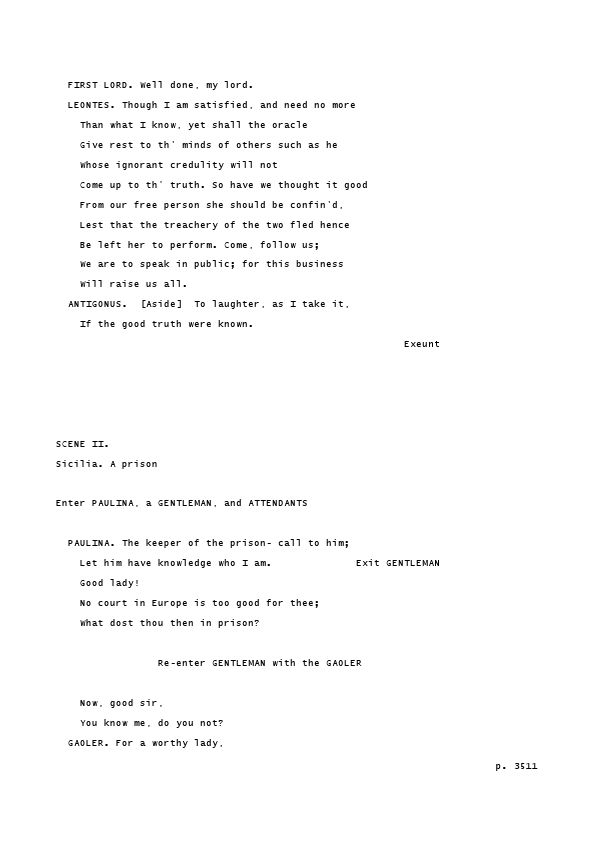 FIRST LORD. Well done, my lord.
LEONTES. Though I am satisfied, and need no more
Than what I know, yet shall the oracle
Give rest to th' minds of others such as he
Whose ignorant credulity will not
Come up to th' truth. So have we thought it good
From our free person she should be confin'd,
Lest that the treachery of the two fled hence
Be left her to perform. Come, follow us;
We are to speak in public; for this business
Will raise us all.
ANTIGONUS.  [Aside]  To laughter, as I take it,
If the good truth were known.
Exeunt
SCENE II.
Sicilia. A prison
Enter PAULINA, a GENTLEMAN, and ATTENDANTS
PAULINA. The keeper of the prison- call to him;
Let him have knowledge who I am.              Exit GENTLEMAN
Good lady!
No court in Europe is too good for thee;
What dost thou then in prison?
Re-enter GENTLEMAN with the GAOLER
Now, good sir,
You know me, do you not?
GAOLER. For a worthy lady,
p. 3511